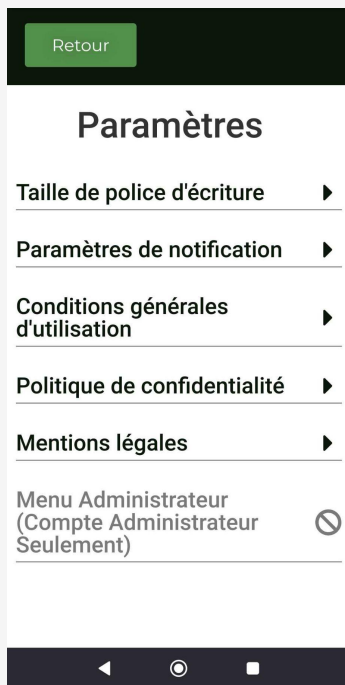 Retour
Paramètres
Taille de police d'écriture
Paramètres de notification
Conditions générales
d'utilisation
Politique de confidentialité
Mentions légales
Menu Administrateur
(Compte Administrateur
Seulement)